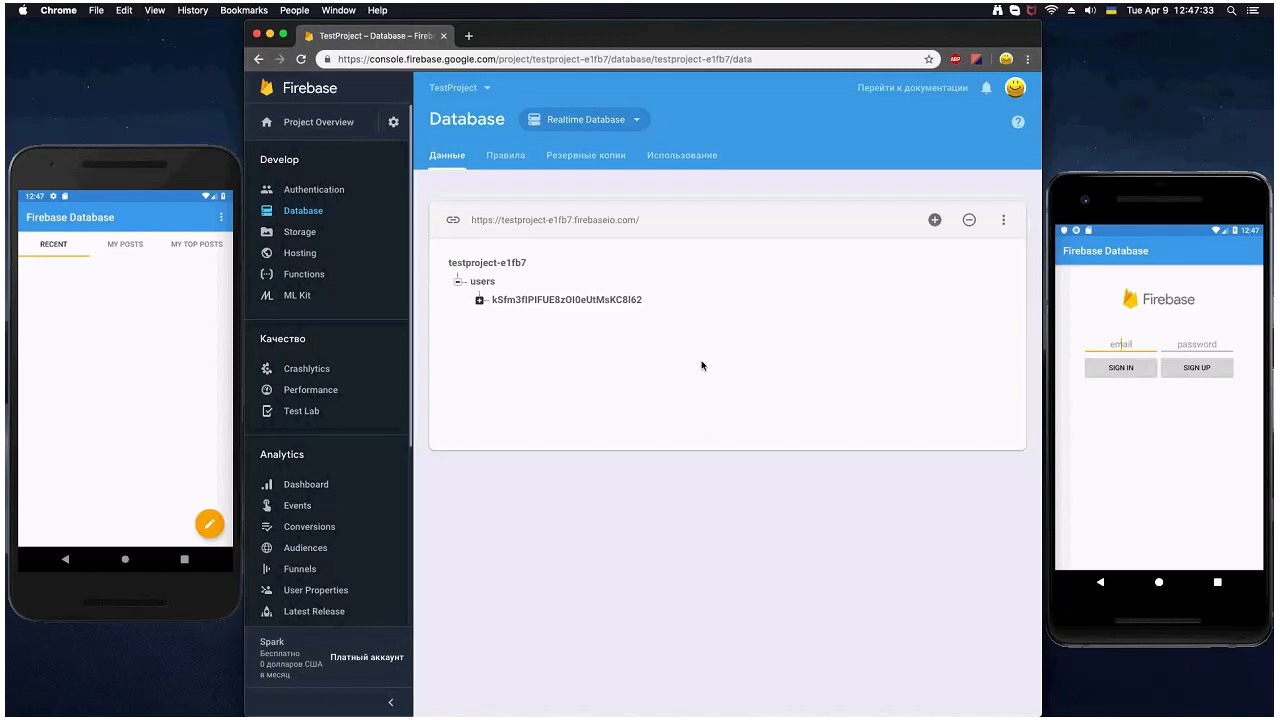 Chrome File Edit View History Bookmarks People Window Help
Tue Apr 9 12:47:33
TestProject – Database – Fireb
https://console.firebase.google.com/project/testproject-e1fb7/database/testproject-e1fb7/data
ABP
Firebase
Project Overview
Develop
Authentication
Database
Storage
Hosting
Functions
ML Kit
Качество
Crashlytics
Performance
Test Lab
Analytics
Dashboard
Events
Conversions
Audiences
Funnels
User Properties
Latest Release
Spark
Бесплатно
0 долларов США
в месяц
Платный аккаунт
TestProject
Перейти к документации
Database
Realtime Database
Данные Правила Резервные копии Использование
https://testproject-e1fb7.firebaseio.com/
testproject-e1fb7
users
12:47
Firebase Database
RECENT MY POSTS MY TOP POSTS
12:47
Firebase Database
Firebase
email password
SIGN IN SIGN UP